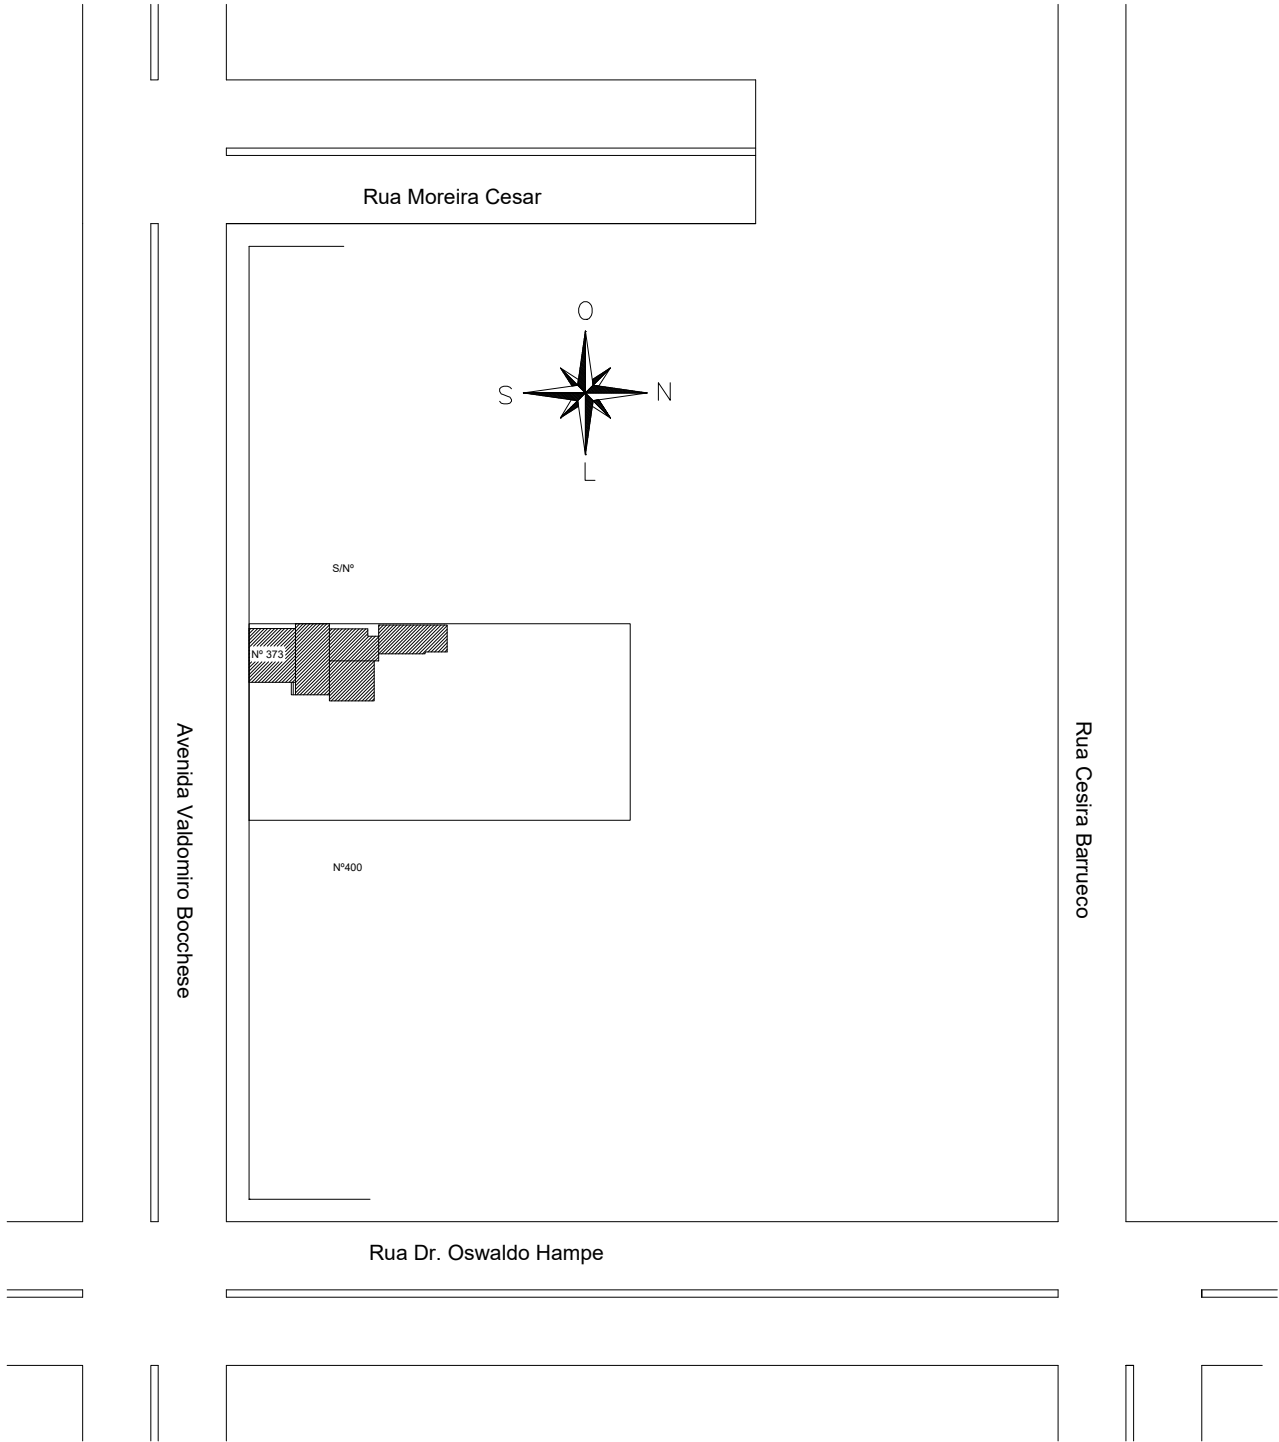 Rua Moreira Cesar
O
S
N
L
S/Nº
Nº 373
Avenida Valdomiro Bocchese
Rua Cesira Barrueco
Nº400
Rua Dr. Oswaldo Hampe